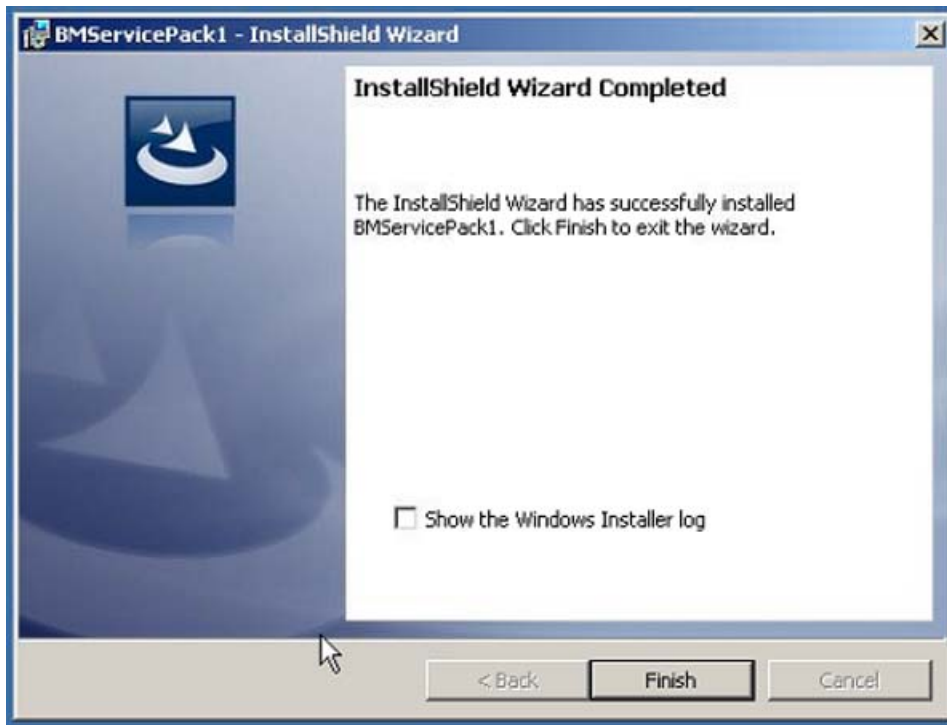 BMServicePack1 - InstallShield Wizard
InstallShield Wizard Completed
The InstallShield Wizard has successfully installed
BMServicePack1. Click Finish to exit the wizard.
Show the Windows Installer log
< Back
Finish
Cancel